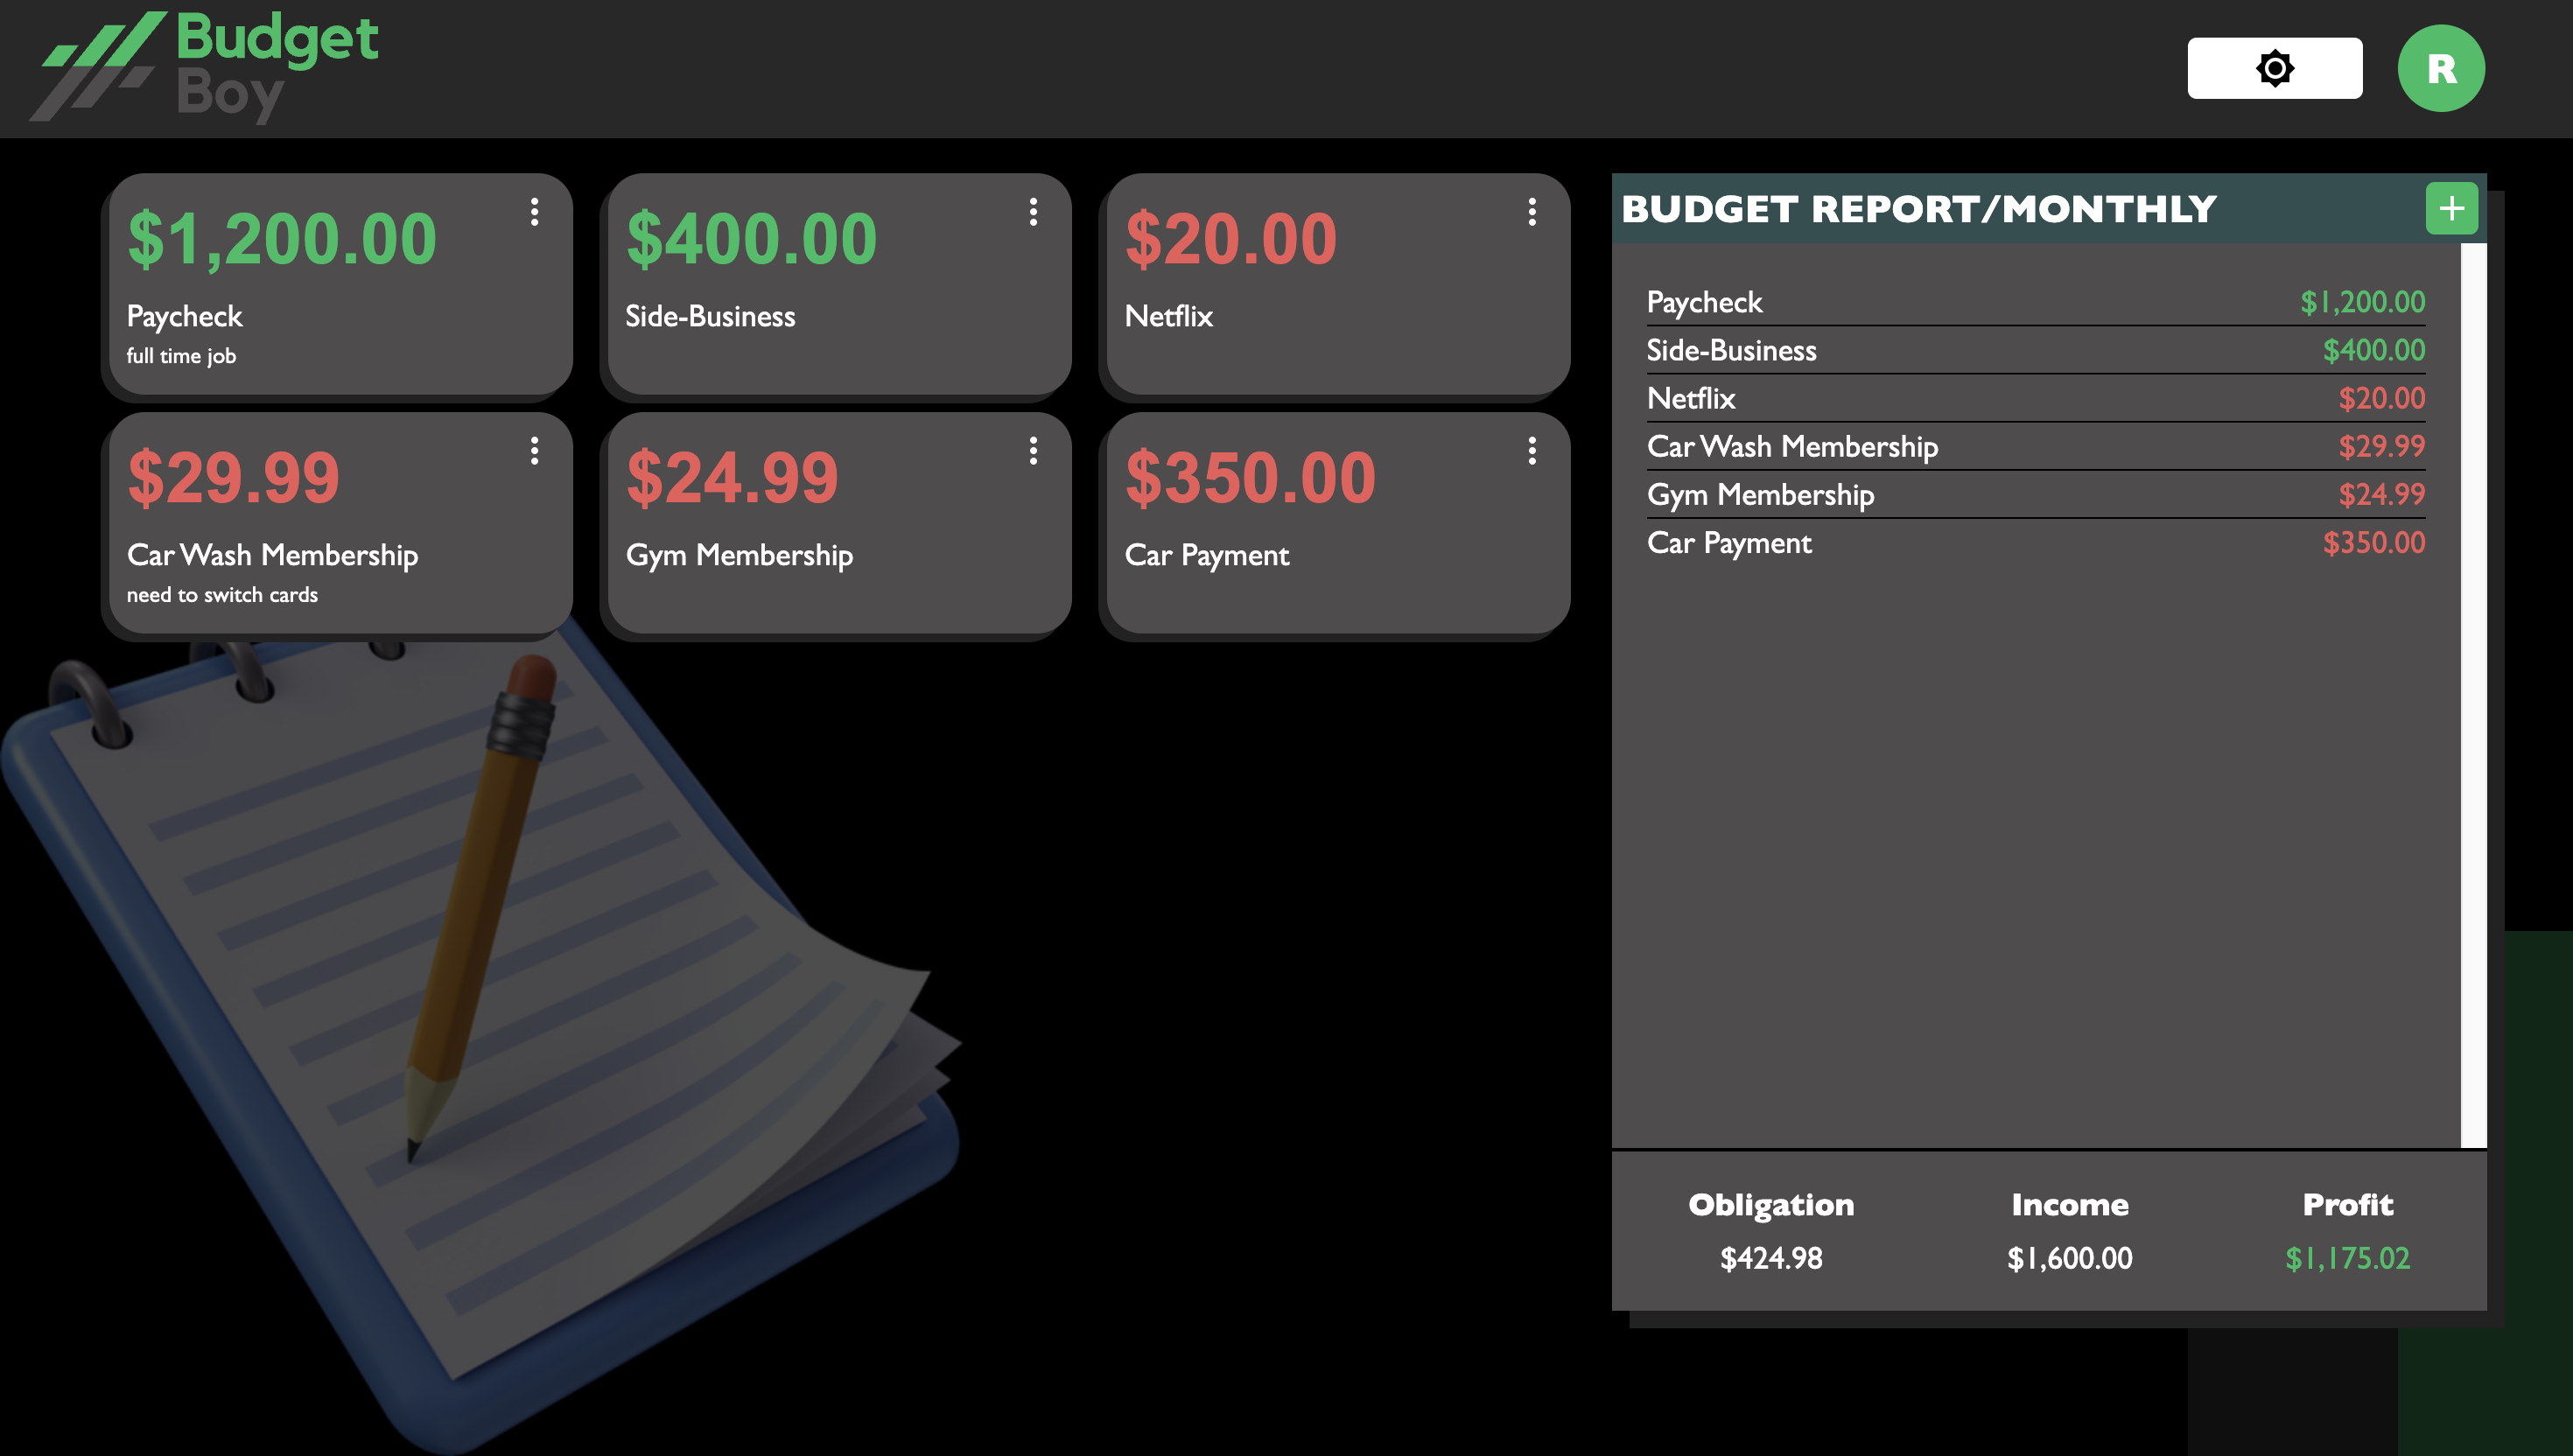 Budget
Boy
R
$1,200.00
Paycheck
full time job
$400.00
Side-Business
$20.00
Netflix
$29.99
Car Wash Membership
need to switch cards
$24.99
Gym Membership
$350.00
Car Payment
BUDGET REPORT/MONTHLY
+
Paycheck $1,200.00
Side-Business $400.00
Netflix $20.00
Car Wash Membership $29.99
Gym Membership $24.99
Car Payment $350.00
Obligation Income Profit
$424.98 $1,600.00 $1,175.02